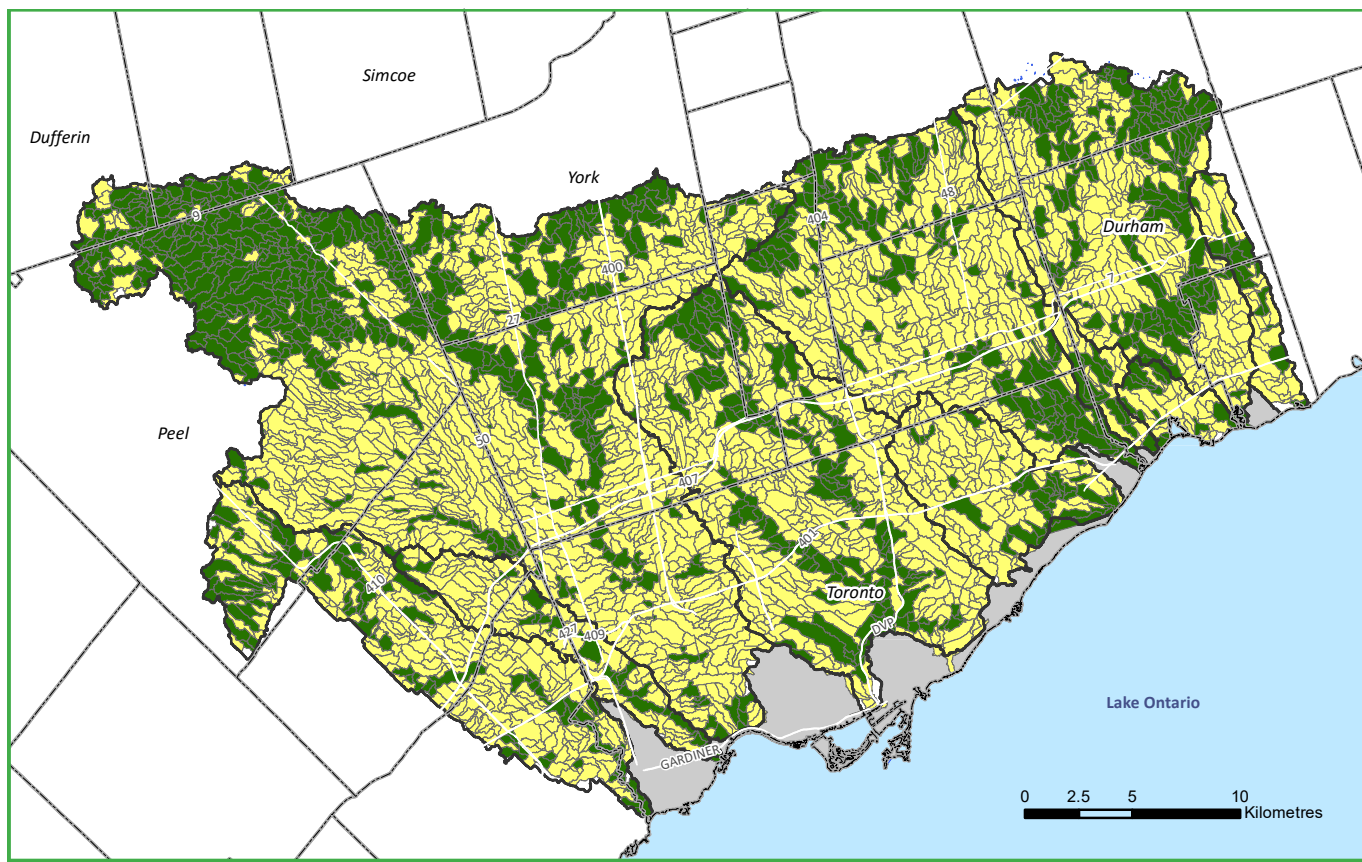 Simcoe
Dufferin
York
9
48
404
Durham
400
7
27
Peel
50
407
401
410
Toronto
DVP
427
409
Lake Ontario
GARDINER
0 2.5 5 10
Kilometres